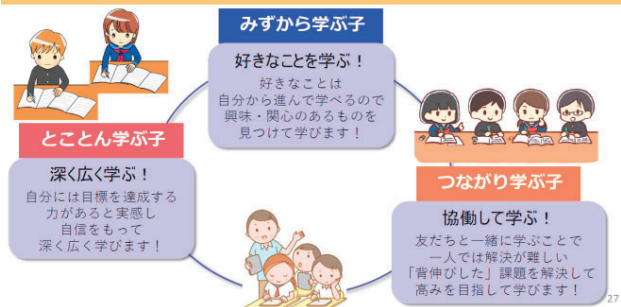 みずから学ぶ子
好きなことを学ぶ！
好きなことは
自分から進んで学べるので
興味・関心のあるものを
見つけて学びます！
とことん学ぶ子
深く広く学ぶ！
自分には目標を達成する
力があると実感し
自信をもって
深く広く学びます！
つながり学ぶ子
協働して学ぶ！
友だちと一緒に学ぶことで
一人では解決が難しい
「背伸びした」課題を解決して
高みを目指して学びます！
27